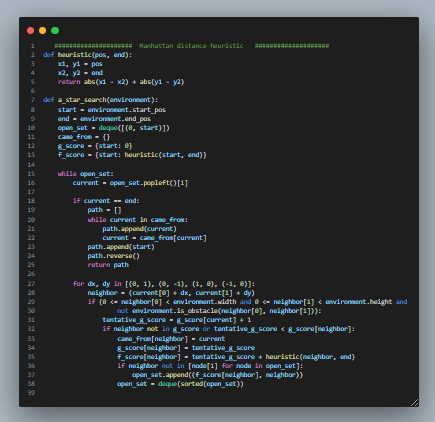 1 ##################### Manhattan distance heuristic ####################
2 def heuristic(pos, end):
3 x1, y1 = pos
4 x2, y2 = end
5 return abs(x1 - x2) + abs(y1 - y2)
6
7 def a_star_search(environment):
8 start = environment.start_pos
9 end = environment.end_pos
10 open_set = deque([(0, start)])
11 came_from = {}
12 g_score = {start: 0}
13 f_score = {start: heuristic(start, end)}
14
15 while open_set:
16 current = open_set.popleft()[1]
17
18 if current == end:
19 path = []
20 while current in came_from:
21 path.append(current)
22 current = came_from[current]
23 path.append(start)
24 path.reverse()
25 return path
26
27 for dx, dy in [(0, 1), (0, -1), (1, 0), (-1, 0)]:
28 neighbor = (current[0] + dx, current[1] + dy)
29 if (0 <= neighbor[0] < environment.width and 0 <= neighbor[1] < environment.height and
30 not environment.is_obstacle(neighbor[0], neighbor[1])):
31 tentative_g_score = g_score[current] + 1
32 if neighbor not in g_score or tentative_g_score < g_score[neighbor]:
33 came_from[neighbor] = current
34 g_score[neighbor] = tentative_g_score
35 f_score[neighbor] = tentative_g_score + heuristic(neighbor, end)
36 if neighbor not in [node[1] for node in open_set]:
37 open_set.append((f_score[neighbor], neighbor))
38 open_set = deque(sorted(open_set))
39